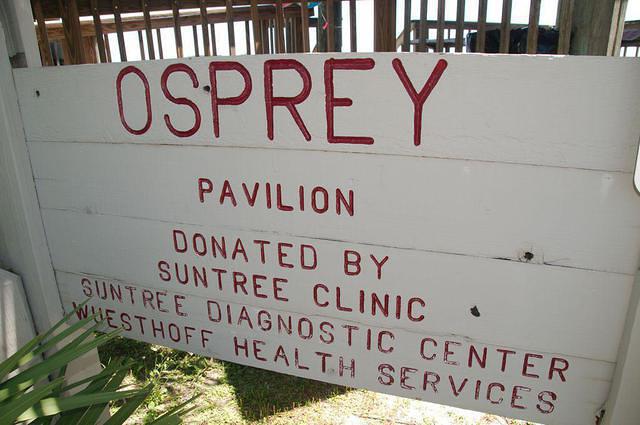 OSPREY
PAVILION
DONATED BY
SUNTREE CLINIC
SUNTREE DIAGNOSTIC CENTER
WUESTHOFF HEALTH SERVICES